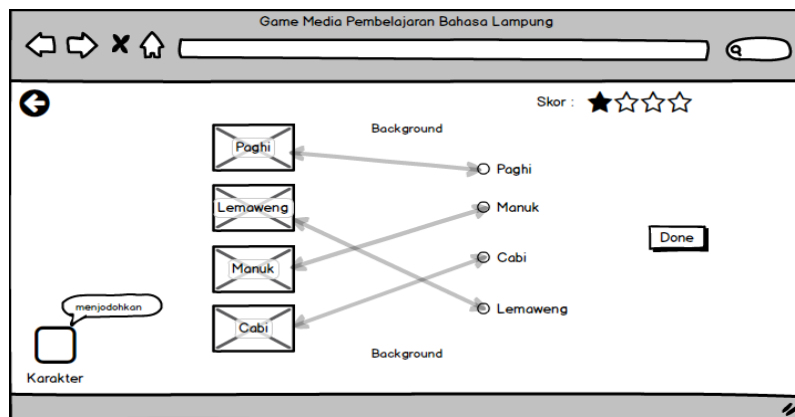 Game Media Pembelajaran Bahasa Lampung
Skor :
Background
Paghi
Paghi
Lemaweng
Manuk
Done
Manuk
Cabi
menjodohkan
Cabi
Lemaweng
Background
Karakter